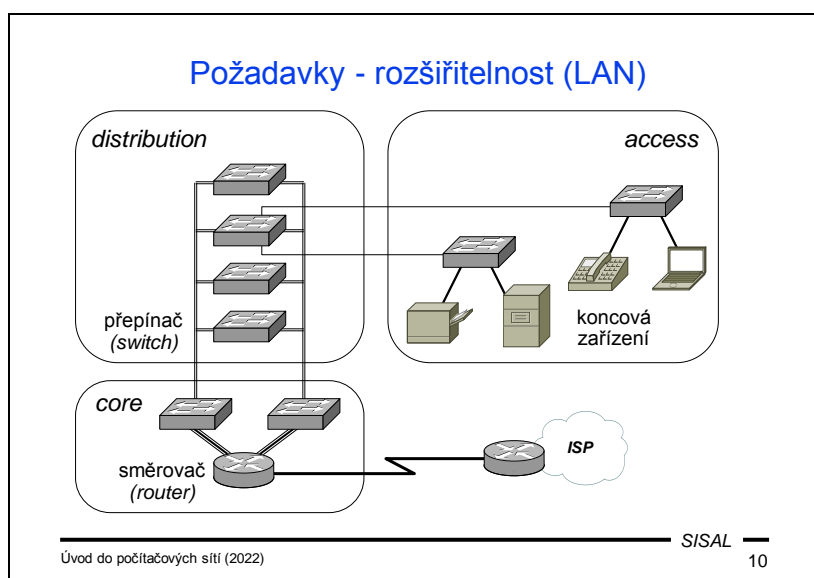 Požadavky - rozšiřitelnost (LAN)
distribution
access
přepínač
(switch)
koncová
zařízení
core
směrovač
(router)
ISP
SISAL
Úvod do počítačových sítí (2022)
10